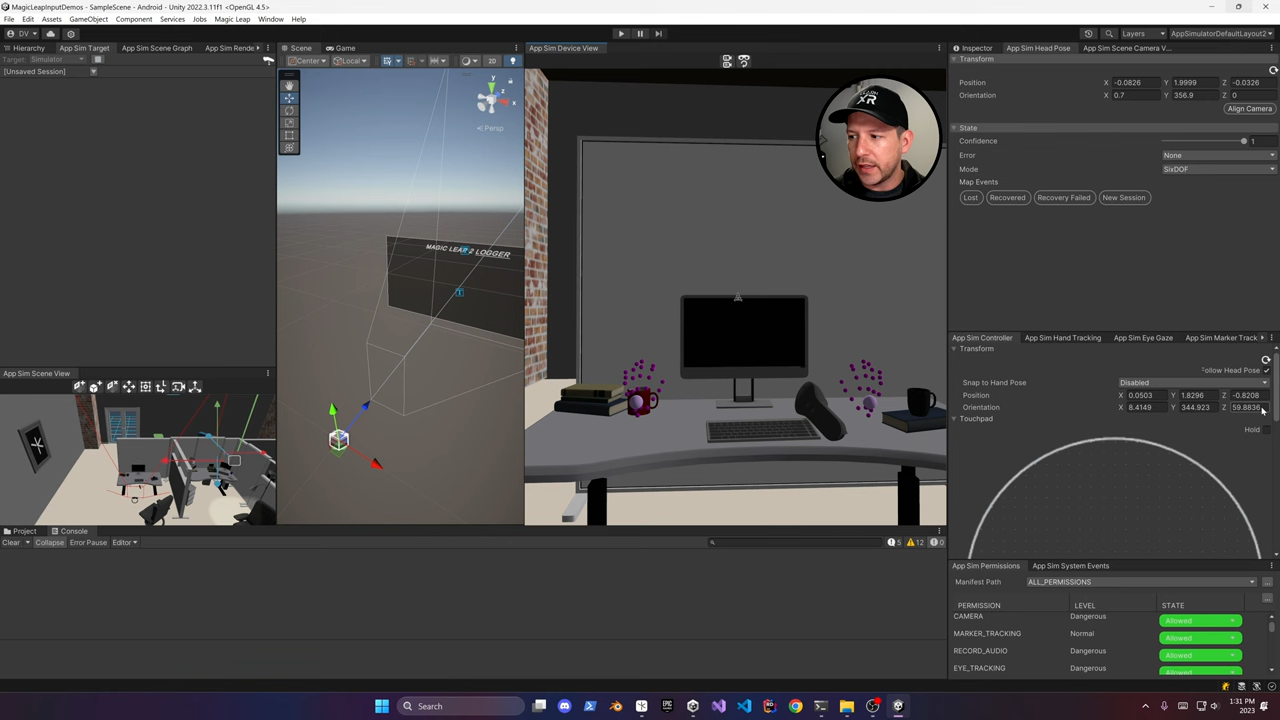 MagicLeapInputDemos - SampleScene - Android - Unity 2022.3.11f1 <OpenGL 4.5>
File Edit Assets GameObject Component Services Jobs Magic Leap Window Help
DV Layers AppSimulatorDefaultLayout2
Hierarchy App Sim Target App Sim Scene Graph App Sim Rende Scene Game App Sim Device View Inspector App Sim Head Pose App Sim Scene Camera V...
Target: Simulator Center Local 2D Transform
[Unsaved Session]
Position X -0.0826 Y 1.9999 Z -0.0326
Orientation X 0.7 Y 356.9 Z 0
Align Camera
State
Confidence 1
Error None
Mode SixDOF
Map Events
Lost Recovered Recovery Failed New Session
y
x
z
< Persp
MAGIC LEAP 2 LOGGER
T
XR
App Sim Controller App Sim Hand Tracking App Sim Eye Gaze App Sim Marker Track
Transform
Follow Head Pose
Snap to Hand Pose Disabled
Position X 0.0503 Y 1.8296 Z -0.8208
Orientation X 8.4149 Y 344.923 Z 59.8836
Touchpad
Hold
App Sim Scene View
Project Console
Clear Collapse Error Pause Editor 5 12 0
App Sim Permissions App Sim System Events
Manifest Path ALL_PERMISSIONS ...
...
PERMISSION LEVEL STATE
CAMERA Dangerous Allowed
MARKER_TRACKING Normal Allowed
RECORD_AUDIO Dangerous Allowed
EYE_TRACKING Dangerous Allowed
Search
1:31 PM
2023